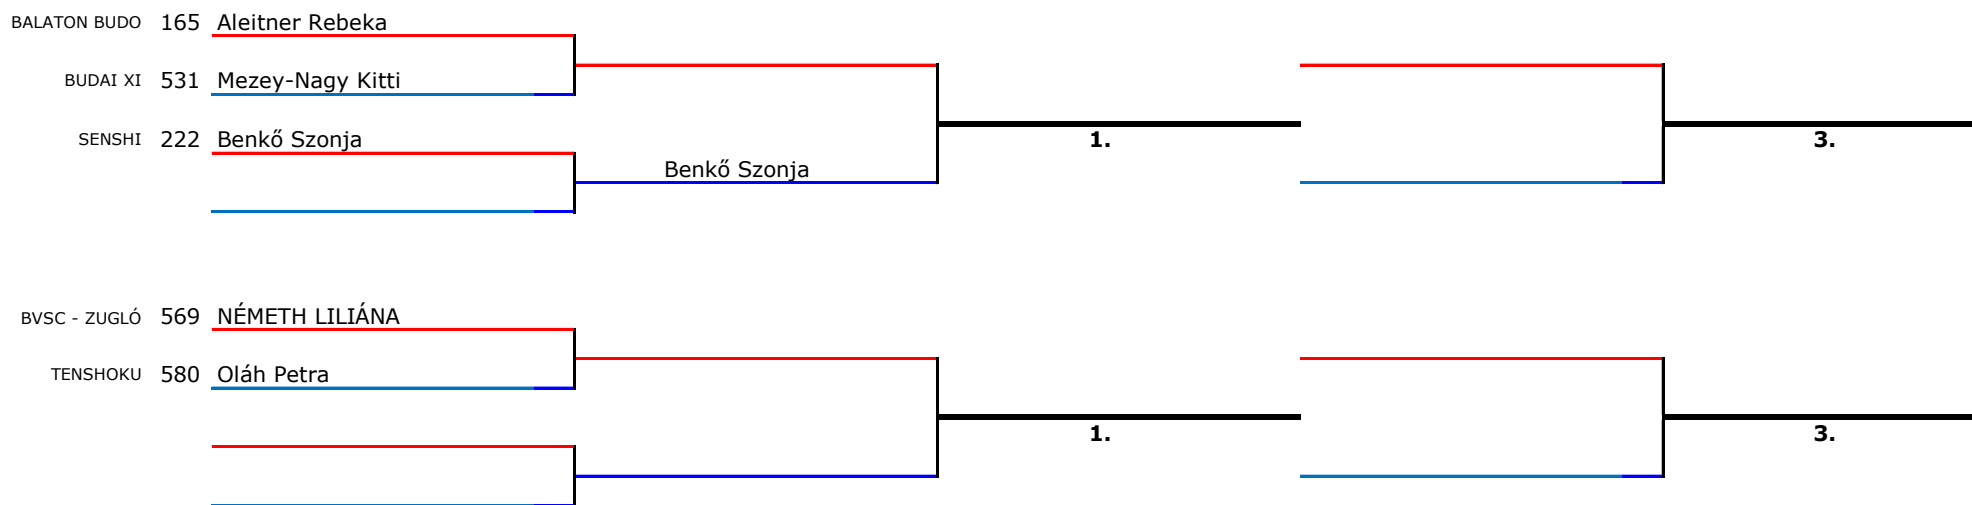 BALATON BUDO 165 Aleitner Rebeka
BUDAI XI 531 Mezey-Nagy Kitti
1. 3.
SENSHI 222 Benkő Szonja
Benkő Szonja
BVSC - ZUGLÓ 569 NÉMETH LILIÁNA
TENSHOKU 580 Oláh Petra
1. 3.